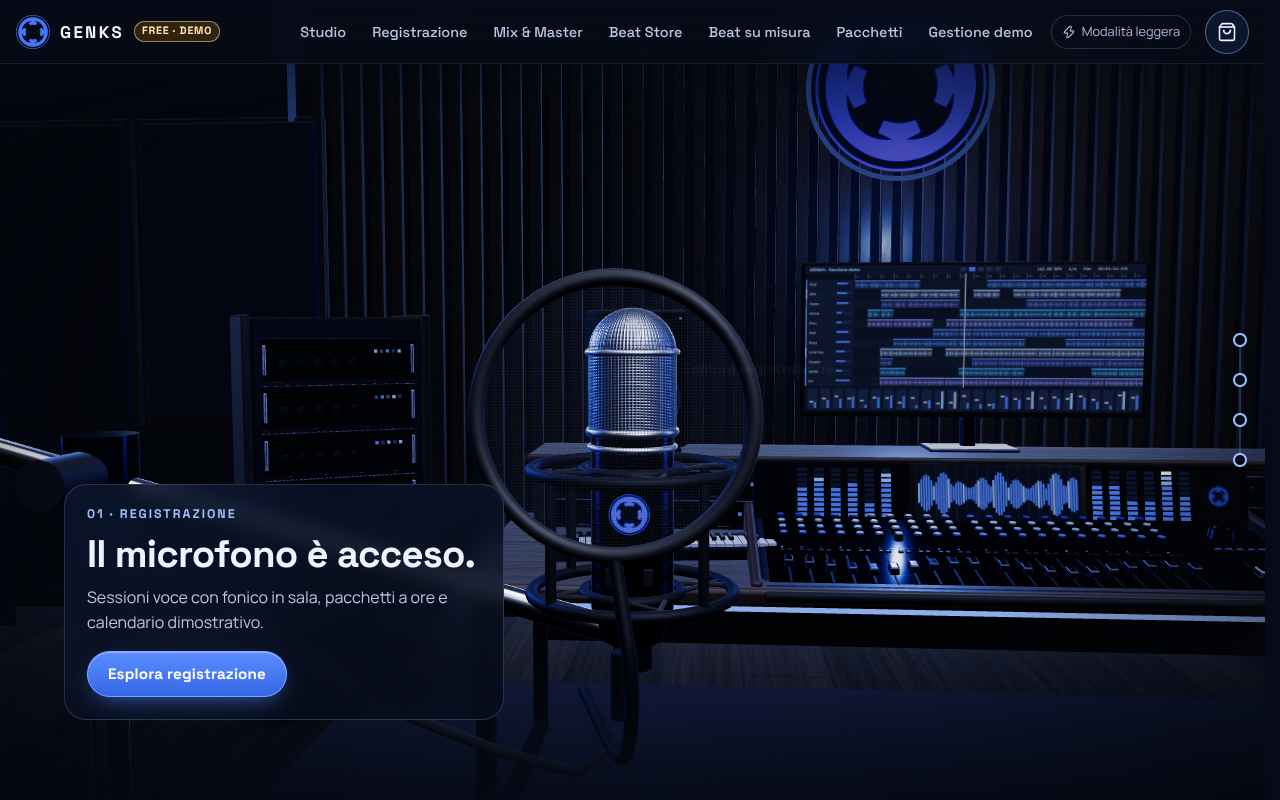 GENKS
FREE · DEMO
Studio
Registrazione
Mix & Master
Beat Store
Beat su misura
Pacchetti
Gestione demo
Modalità leggera
01 · REGISTRAZIONE
Il microfono è acceso.
Sessioni voce con fonico in sala, pacchetti a ore e
calendario dimostrativo.
Esplora registrazione